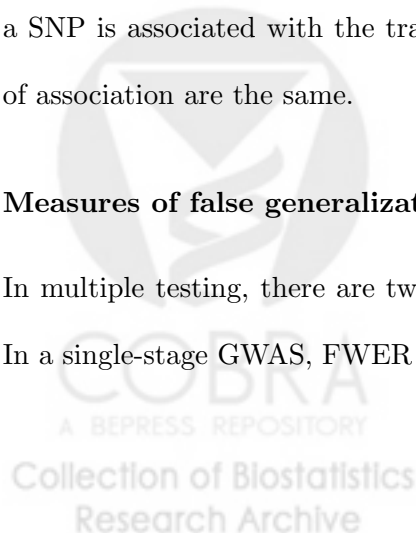 a SNP is associated with the tra
of association are the same.
Measures of false generalizat
In multiple testing, there are tw
In a single-stage GWAS, FWER
COBRA
A BEPRESS REPOSITORY
Collection of Biostatistics
Research Archive